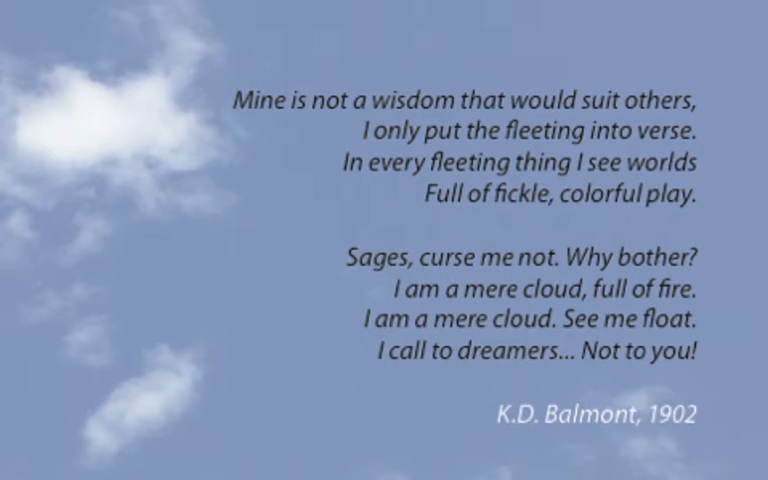 Mine is not a wisdom that would suit others,
I only put the fleeting into verse.
In every fleeting thing I see worlds
Full of fickle, colorful play.
Sages, curse me not. Why bother?
I am a mere cloud, full of fire.
I am a mere cloud. See me float.
I call to dreamers... Not to you!
K.D. Balmont, 1902